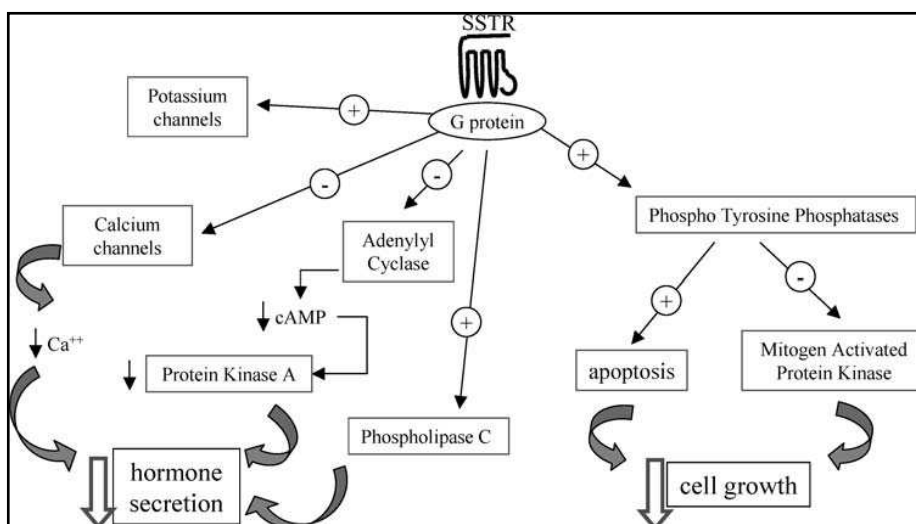 SSTR
G protein
Potassium
channels
+
+
-
-
Calcium
channels
Adenylyl
Cyclase
Phospho Tyrosine Phosphatases
cAMP
+
+
-
Ca++
Protein Kinase A
apoptosis
Mitogen Activated
Protein Kinase
Phospholipase C
hormone
secretion
cell growth